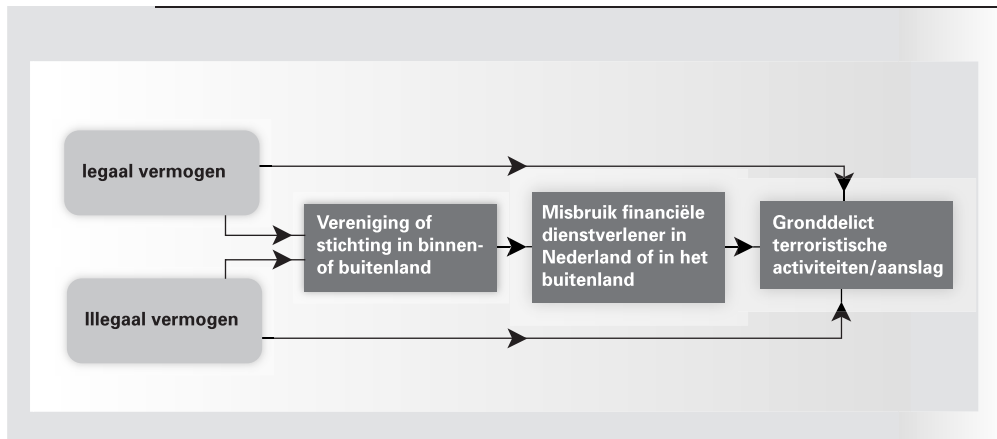 legaal vermogen
Vereniging of
stichting in binnen-
of buitenland
Misbruik financiële
dienstverlener in
Nederland of in het
buitenland
Gronddelict
terroristische
activiteiten/aanslag
Illegaal vermogen